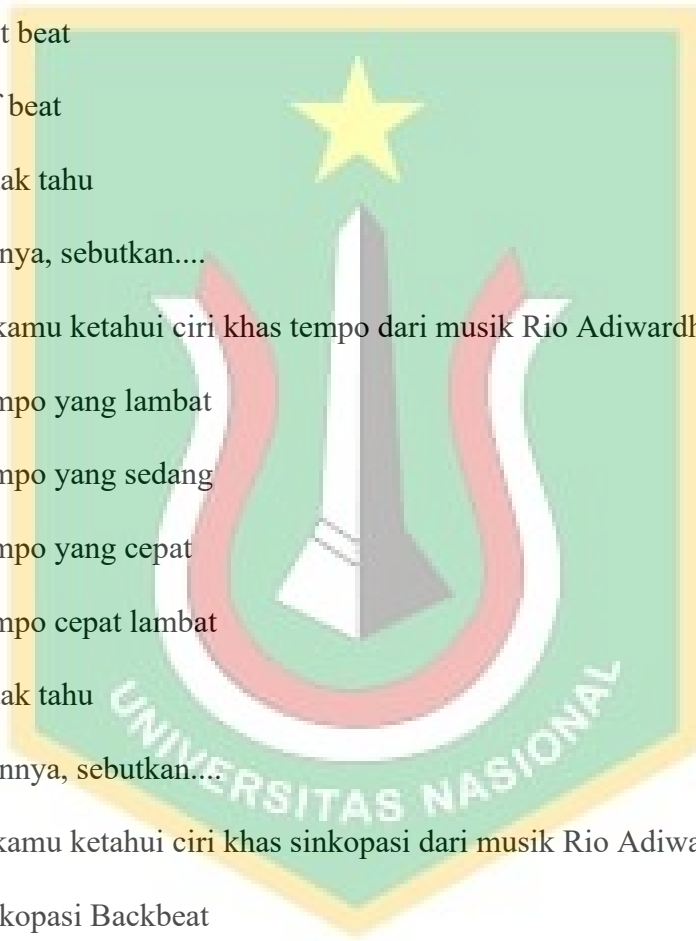 t beat
beat
ak tahu
nya, sebutkan....
kamu ketahui ciri khas tempo dari musik Rio Adiwardh
mpo yang lambat
mpo yang sedang
mpo yang cepat
mpo cepat lambat
ak tahu
nnya, sebutkan....
kamu ketahui ciri khas sinkopasi dari musik Rio Adiwa
kopasi Backbeat
UNIVERSITAS NASIONAL